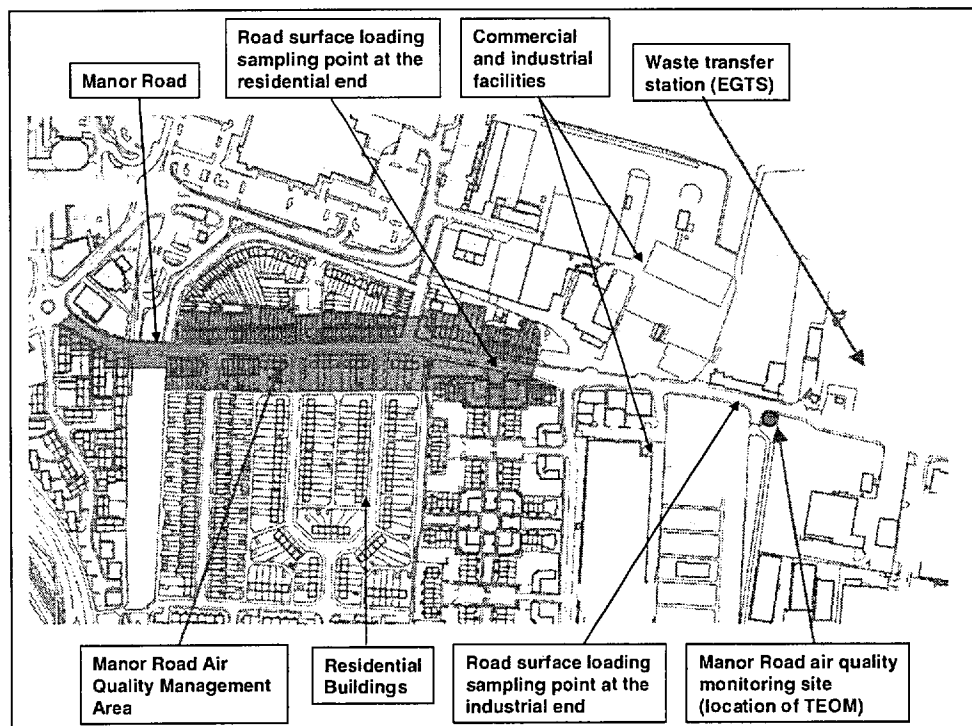 Road surface loading
sampling point at the
residential end
Commercial
and industrial
facilities
Waste transfer
station (EGTS)
Manor Road
Manor Road Air
Quality Management
Area
Residential
Buildings
Road surface loading
sampling point at the
industrial end
Manor Road air quality
monitoring site
(location of TEOM)